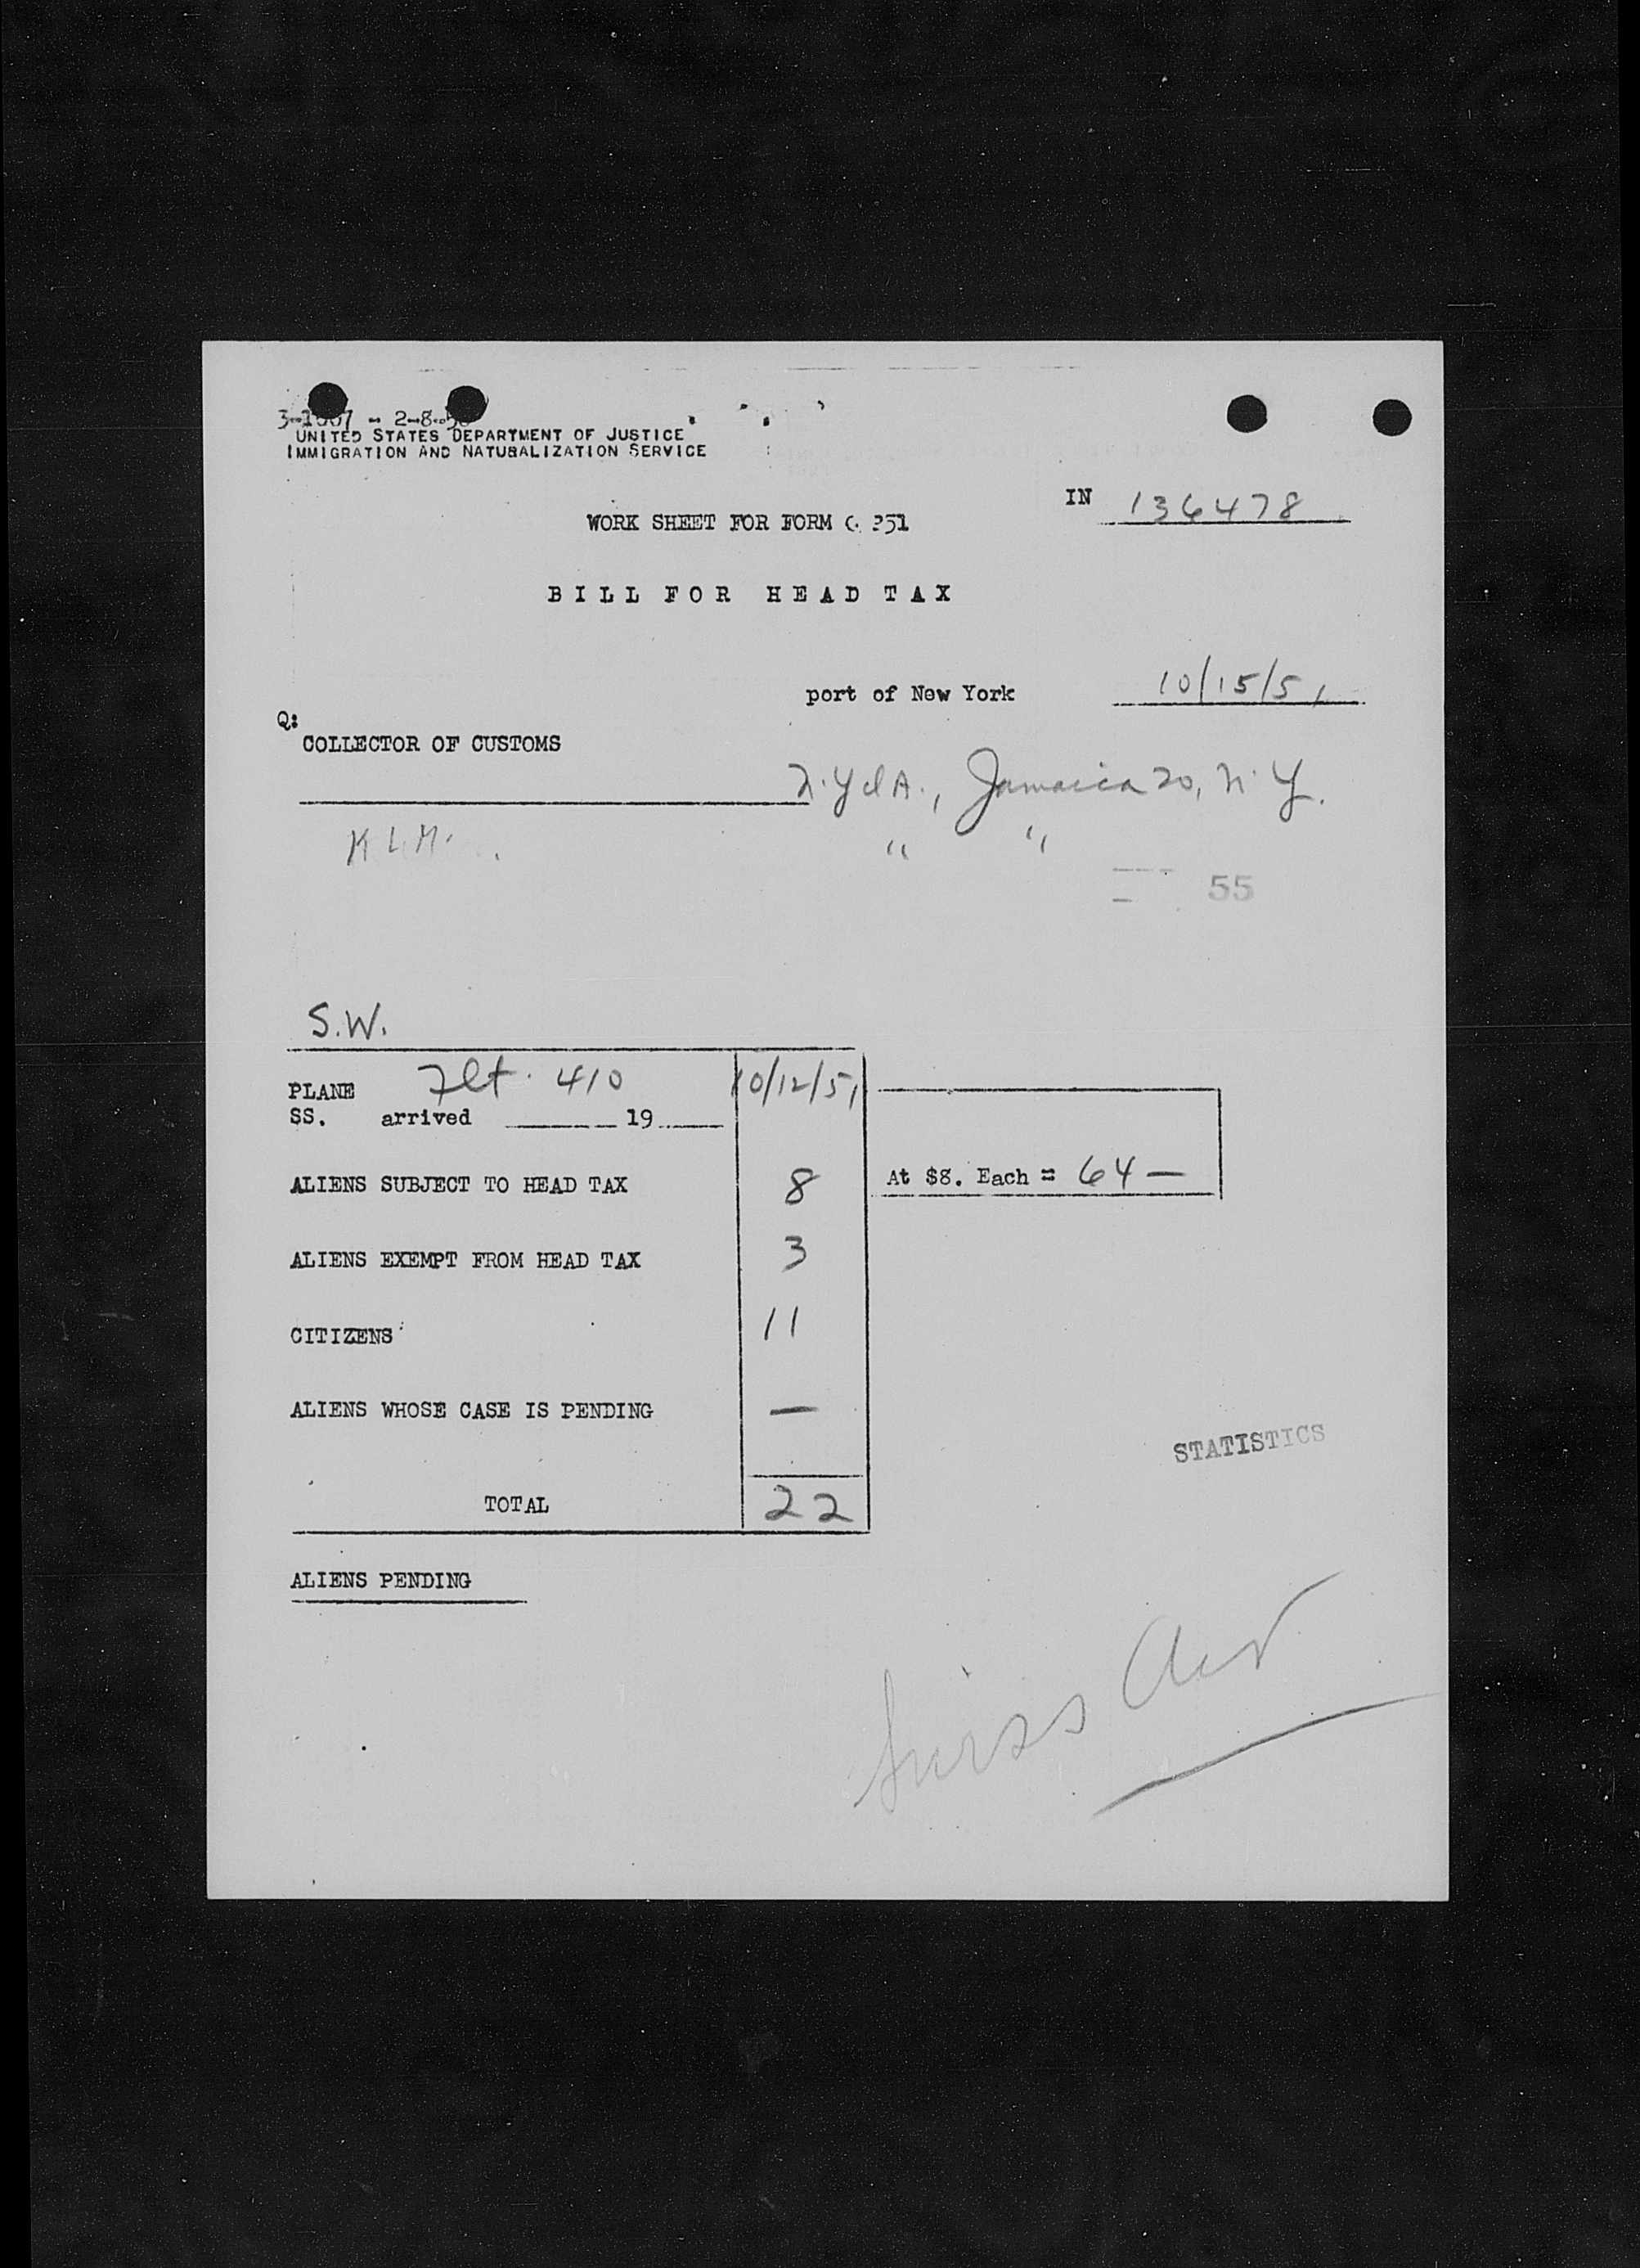 UNITED STATES DEPARTMENT OF JUSTICE
IMMIGRATION AND NATURALIZATION SERVICE
IN 136478
WORK SHEET FOR FORM 351
BILL FOR HEAD TAX
port of New York 10/15/51
Q:
COLLECTOR OF CUSTOMS
Jamaica 20, N.Y.
K L M. " "
55
S.W.
PLANE Flt. 410 10/12/51
SS. arrived 19
ALIENS SUBJECT TO HEAD TAX 8 At $8. Each = 64 —
ALIENS EXEMPT FROM HEAD TAX 3
CITIZENS 11
ALIENS WHOSE CASE IS PENDING —
STATISTICS
TOTAL 22
ALIENS PENDING
Swiss Air